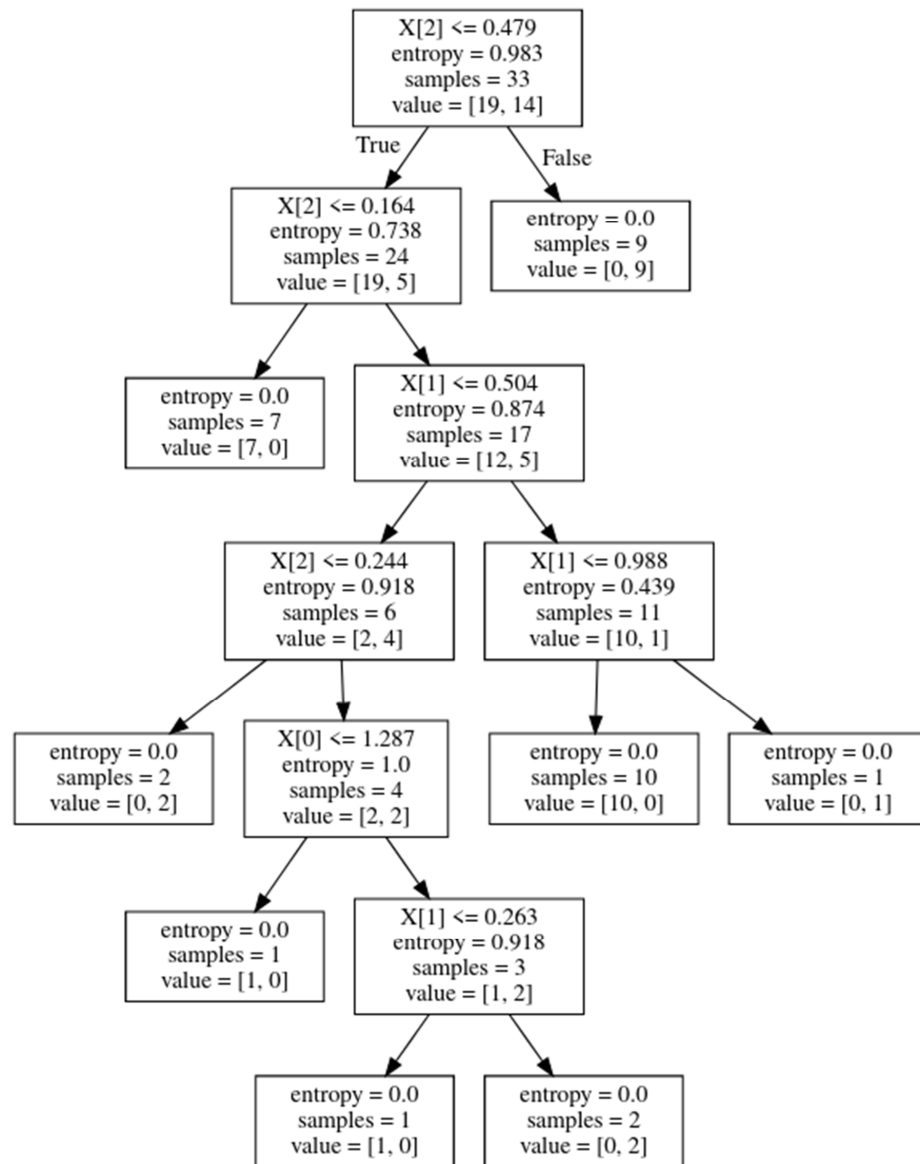 X[2] <= 0.479
entropy = 0.983
samples = 33
value = [19, 14]
True
False
X[2] <= 0.164
entropy = 0.738
samples = 24
value = [19, 5]
entropy = 0.0
samples = 9
value = [0, 9]
entropy = 0.0
samples = 7
value = [7, 0]
X[1] <= 0.504
entropy = 0.874
samples = 17
value = [12, 5]
X[2] <= 0.244
entropy = 0.918
samples = 6
value = [2, 4]
X[1] <= 0.988
entropy = 0.439
samples = 11
value = [10, 1]
entropy = 0.0
samples = 2
value = [0, 2]
X[0] <= 1.287
entropy = 1.0
samples = 4
value = [2, 2]
entropy = 0.0
samples = 10
value = [10, 0]
entropy = 0.0
samples = 1
value = [0, 1]
entropy = 0.0
samples = 1
value = [1, 0]
X[1] <= 0.263
entropy = 0.918
samples = 3
value = [1, 2]
entropy = 0.0
samples = 1
value = [1, 0]
entropy = 0.0
samples = 2
value = [0, 2]